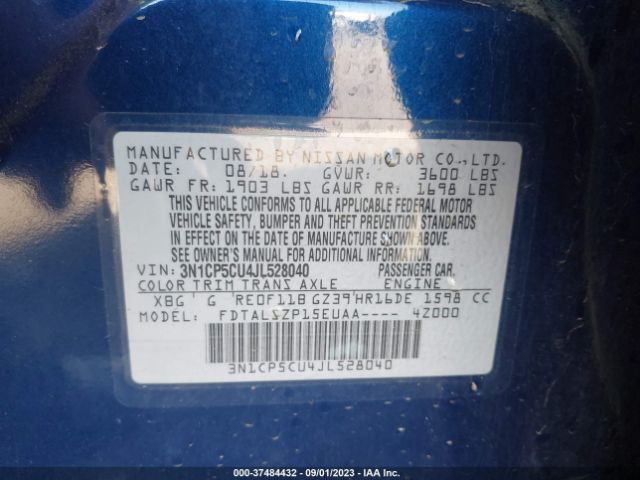 MANUFACTURED BY NISSAN MOTOR CO., LTD.
DATE: 08/18. GVWR: 3600 LBS
GAWR FR: 1903 LBS GAWR RR: 1698 LBS
THIS VEHICLE CONFORMS TO ALL APPLICABLE FEDERAL MOTOR
VEHICLE SAFETY, BUMPER AND THEFT PREVENTION STANDARDS
IN EFFECT ON THE DATE OF MANUFACTURE SHOWN ABOVE.
SEE OWNER'S MANUAL FOR ADDITIONAL INFORMATION.
VIN: 3N1CP5CU4JL528040 PASSENGER CAR.
COLOR TRIM TRANS AXLE ENGINE
XBG G RE0F11B GZ39 HR16DE 1598 CC
MODEL: FDTALSZP15EUAA---- 4Z000
3N1CP5CU4JL528040
000-37484432 - 09/01/2023 - IAA Inc.